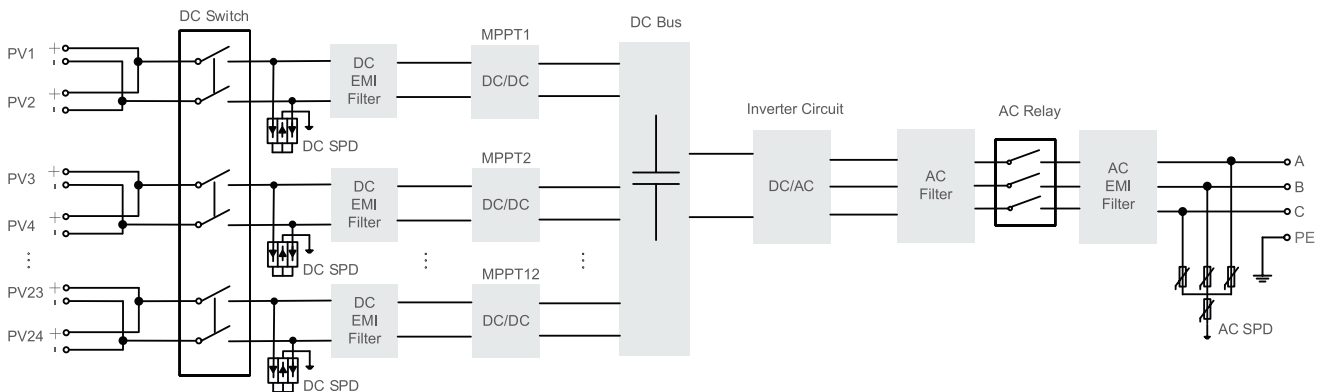 DC Switch
DC Bus
MPPT1
PV1 + -
PV2 + -
DC EMI Filter
DC/DC
DC SPD
Inverter Circuit
AC Relay
MPPT2
PV3 + -
PV4 + -
DC EMI Filter
DC/DC
DC SPD
DC/AC
AC Filter
AC EMI Filter
A
B
C
PE
MPPT12
PV23 + -
PV24 + -
DC EMI Filter
DC/DC
DC SPD
AC SPD